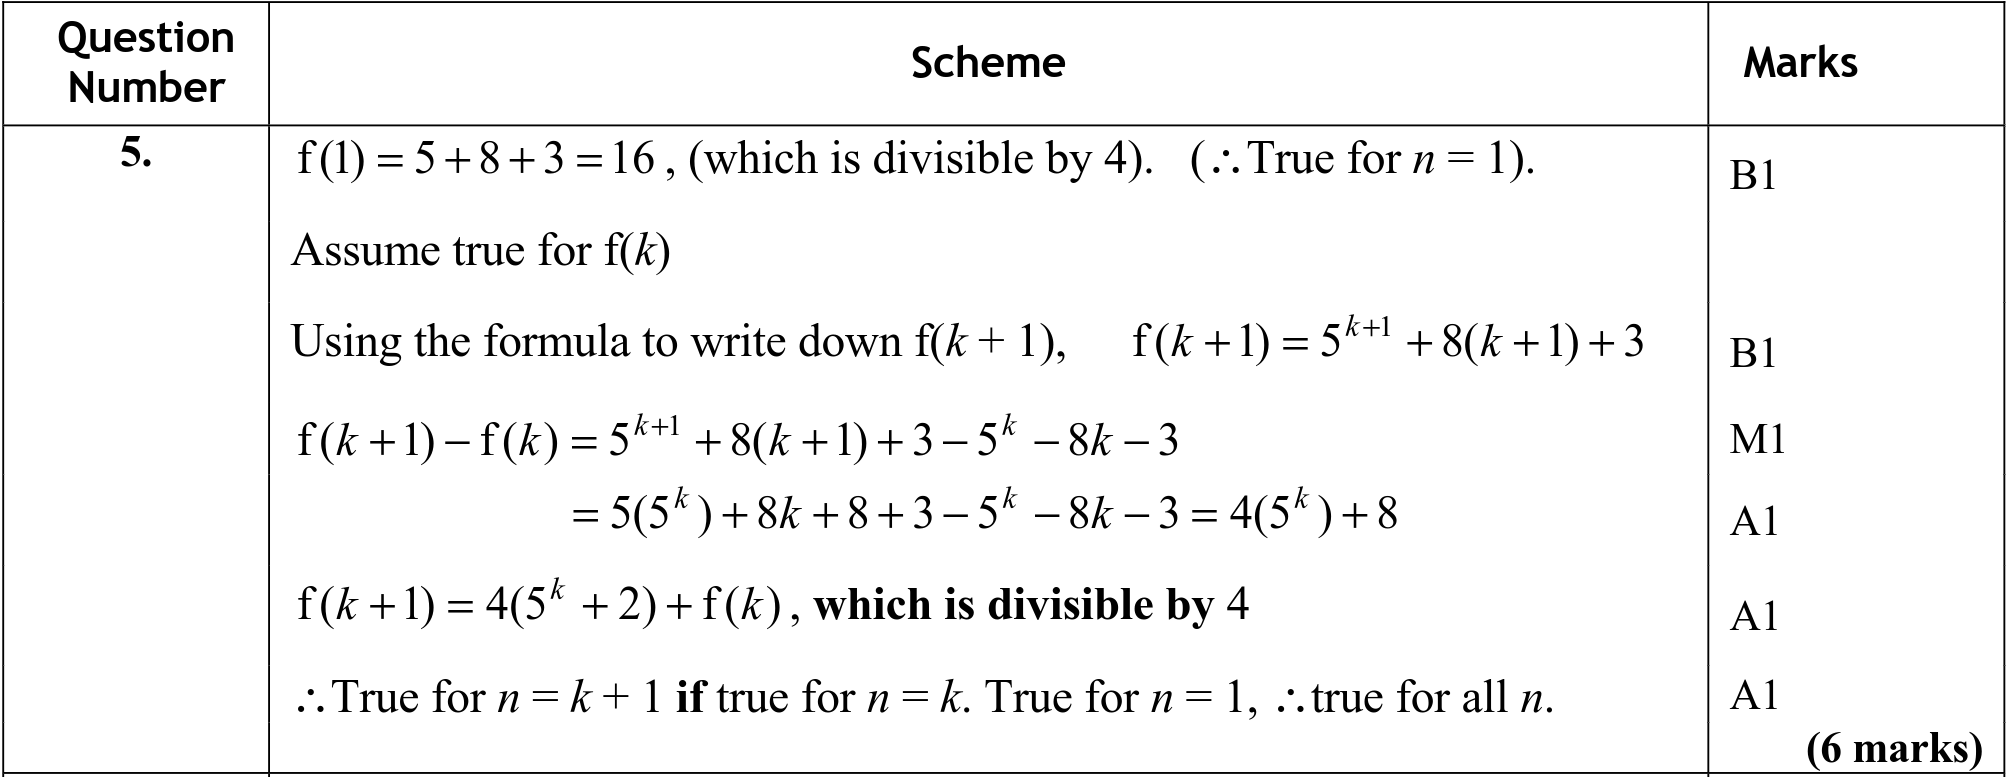 Question Number Scheme Marks
5. f(1) = 5 + 8 + 3 = 16 , (which is divisible by 4). (∴True for n = 1). B1
Assume true for f(k)
Using the formula to write down f(k + 1), f(k + 1) = 5^{k+1} + 8(k + 1) + 3 B1
f(k + 1) − f(k) = 5^{k+1} + 8(k + 1) + 3 − 5^k − 8k − 3 M1
= 5(5^k) + 8k + 8 + 3 − 5^k − 8k − 3 = 4(5^k) + 8 A1
f(k + 1) = 4(5^k + 2) + f(k) , which is divisible by 4 A1
∴True for n = k + 1 if true for n = k. True for n = 1, ∴true for all n. A1
(6 marks)